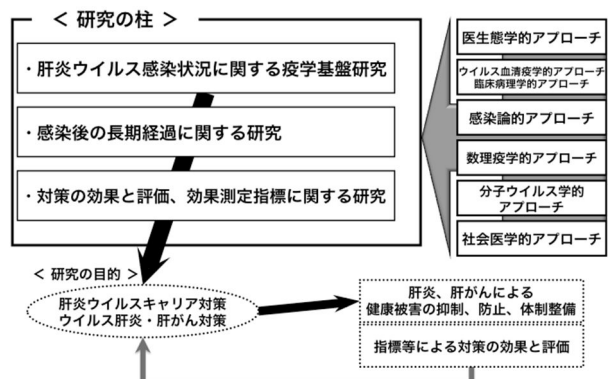 < 研究の柱 >
・肝炎ウイルス感染状況に関する疫学基盤研究
・感染後の長期経過に関する研究
・対策の効果と評価、効果測定指標に関する研究
医生態学的アプローチ
ウイルス血清疫学的アプローチ
臨床病理学的アプローチ
感染論的アプローチ
数理疫学的アプローチ
分子ウイルス学的
アプローチ
社会医学的アプローチ
< 研究の目的 >
肝炎ウイルスキャリア対策
ウイルス肝炎・肝がん対策
肝炎、肝がんによる
健康被害の抑制、防止、体制整備
指標等による対策の効果と評価